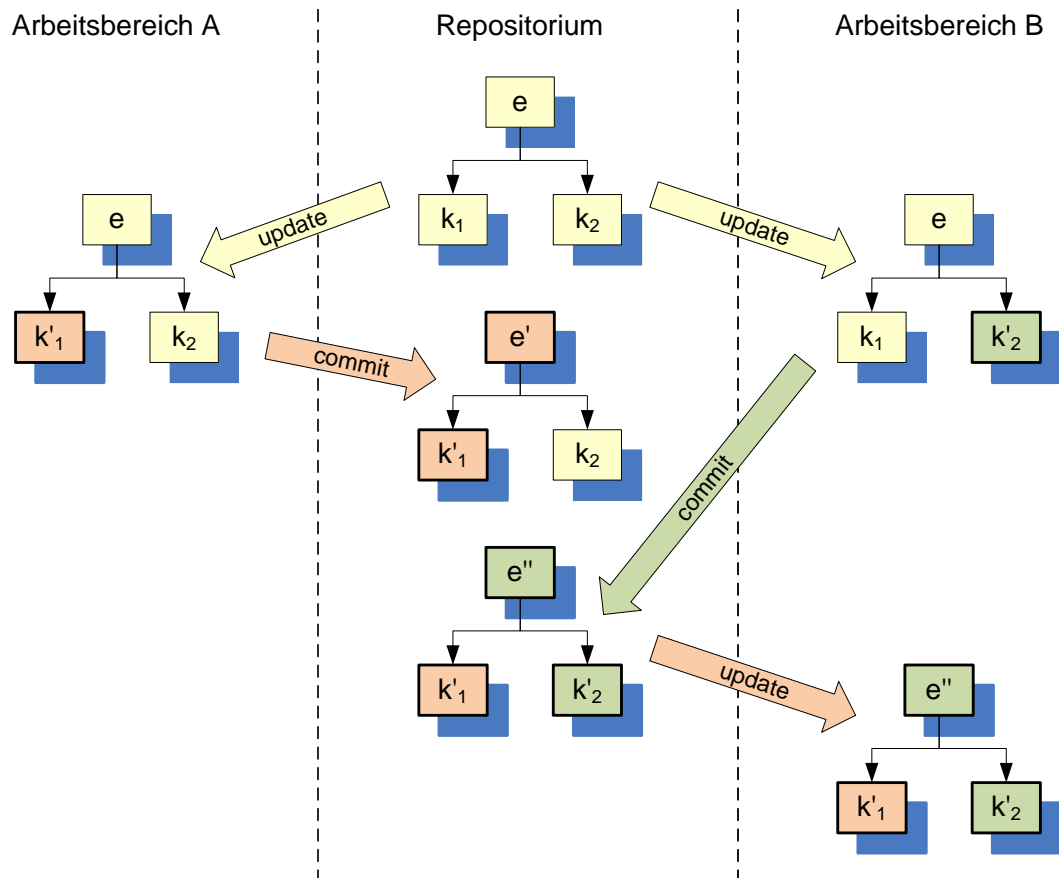 Arbeitsbereich A
Repositorium
Arbeitsbereich B
e
k1
k2
update
update
e
k'1
k2
e
k1
k'2
commit
e'
k'1
k2
commit
e''
k'1
k'2
update
e''
k'1
k'2